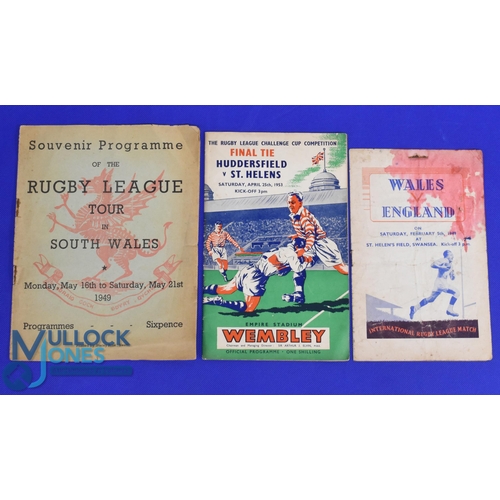 Souvenir Programme
OF THE
RUGBY LEAGUE
TOUR
IN
SOUTH WALES
Monday, May 16th to Saturday, May 21st
1949
Programmes - - - Sixpence
THE RUGBY LEAGUE CHALLENGE CUP COMPETITION
FINAL TIE
HUDDERSFIELD
v ST. HELENS
SATURDAY, APRIL 25th, 1953
KICK-OFF 3pm
EMPIRE STADIUM
WEMBLEY
OFFICIAL PROGRAMME · ONE SHILLING
WALES
v
ENGLAND
ON
SATURDAY, FEBRUARY
AT
ST. HELEN'S FIELD, SWANSEA.
INTERNATIONAL RUGBY LEAGUE MATCH
MULLOCK
JONES